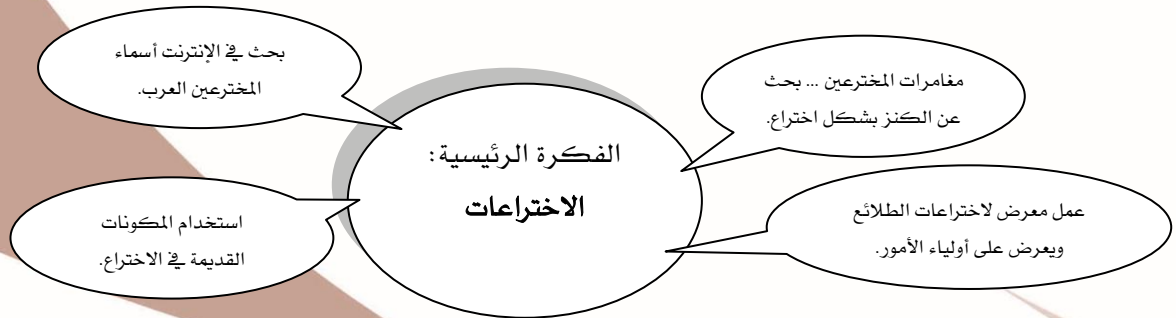 بحث في الإنترنت أسماء
المخترعين العرب.
مغامرات المخترعين ... بحث
عن الكنز بشكل اختراع.
الفكرة الرئيسية:
الاختراعات
استخدام المكونات
القديمة في الاختراع.
عمل معرض لاختراعات الطلائع
ويعرض على أولياء الأمور.